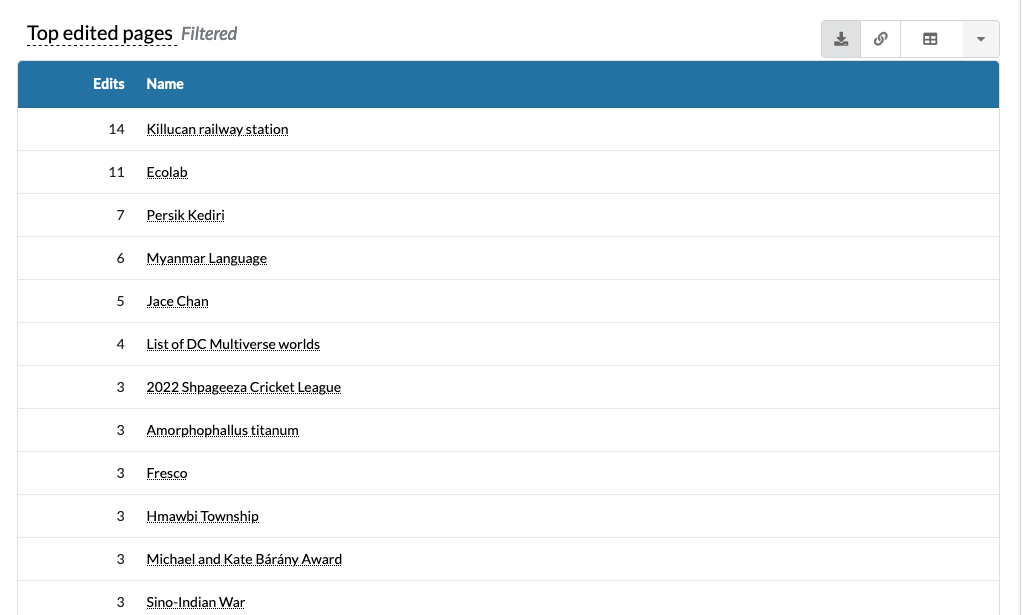 Top edited pages Filtered
Edits Name
14 Killucan railway station
11 Ecolab
7 Persik Kediri
6 Myanmar Language
5 Jace Chan
4 List of DC Multiverse worlds
3 2022 Shpageeza Cricket League
3 Amorphophallus titanum
3 Fresco
3 Hmawbi Township
3 Michael and Kate Bárány Award
3 Sino-Indian War